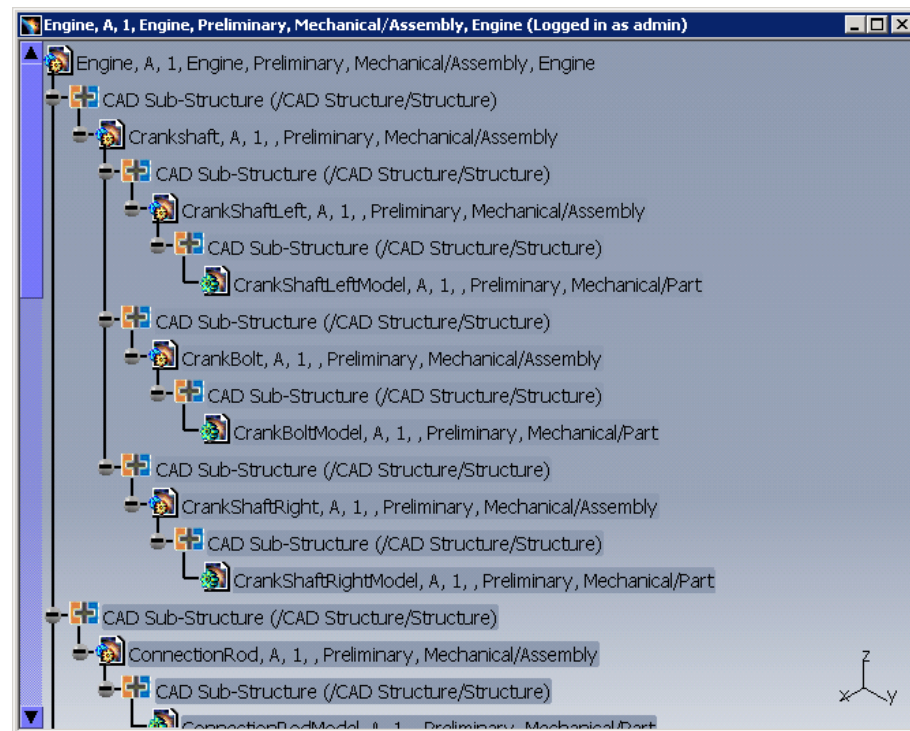 Engine, A, 1, Engine, Preliminary, Mechanical/Assembly, Engine (Logged in as admin)
Engine, A, 1, Engine, Preliminary, Mechanical/Assembly, Engine
CAD Sub-Structure (/CAD Structure/Structure)
Crankshaft, A, 1, , Preliminary, Mechanical/Assembly
CAD Sub-Structure (/CAD Structure/Structure)
CrankShaftLeft, A, 1, , Preliminary, Mechanical/Assembly
CAD Sub-Structure (/CAD Structure/Structure)
CrankShaftLeftModel, A, 1, , Preliminary, Mechanical/Part
CAD Sub-Structure (/CAD Structure/Structure)
CrankBolt, A, 1, , Preliminary, Mechanical/Assembly
CAD Sub-Structure (/CAD Structure/Structure)
CrankBoltModel, A, 1, , Preliminary, Mechanical/Part
CAD Sub-Structure (/CAD Structure/Structure)
CrankShaftRight, A, 1, , Preliminary, Mechanical/Assembly
CAD Sub-Structure (/CAD Structure/Structure)
CrankShaftRightModel, A, 1, , Preliminary, Mechanical/Part
CAD Sub-Structure (/CAD Structure/Structure)
ConnectionRod, A, 1, , Preliminary, Mechanical/Assembly
CAD Sub-Structure (/CAD Structure/Structure)
ConnectionRodModel, A, 1, , Preliminary, Mechanical/Part
z
x y